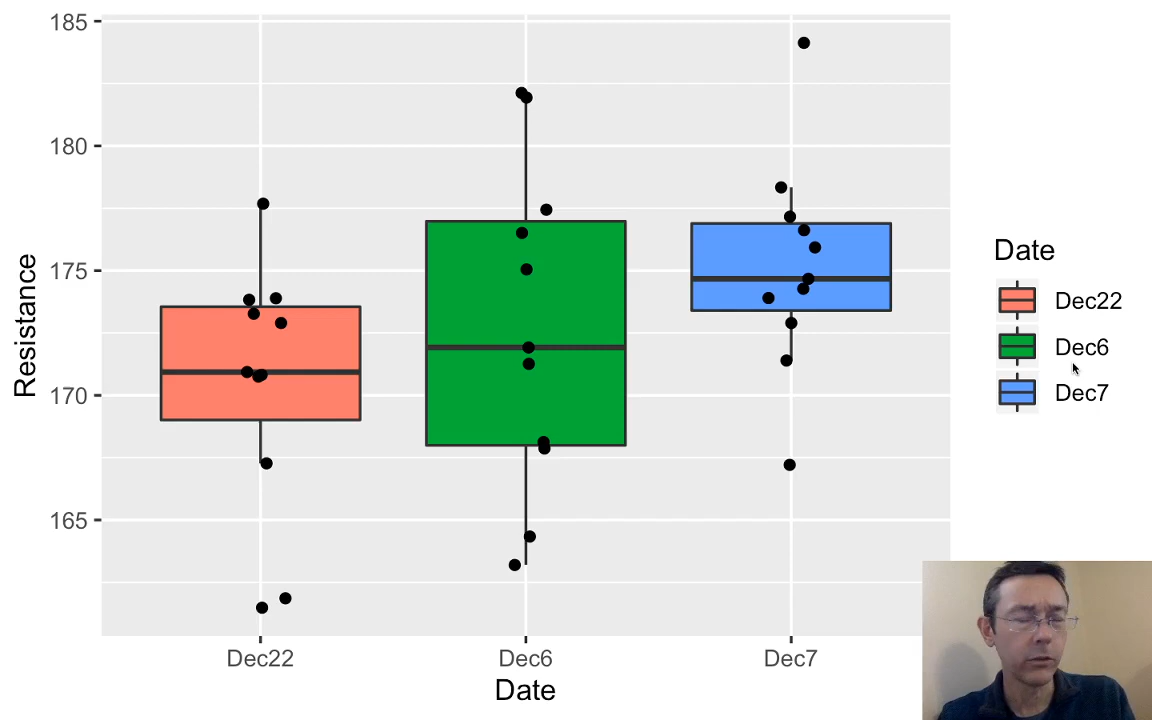 185
180
175
170
165
Resistance
Dec22
Dec6
Dec7
Date
Date
Dec22
Dec6
Dec7